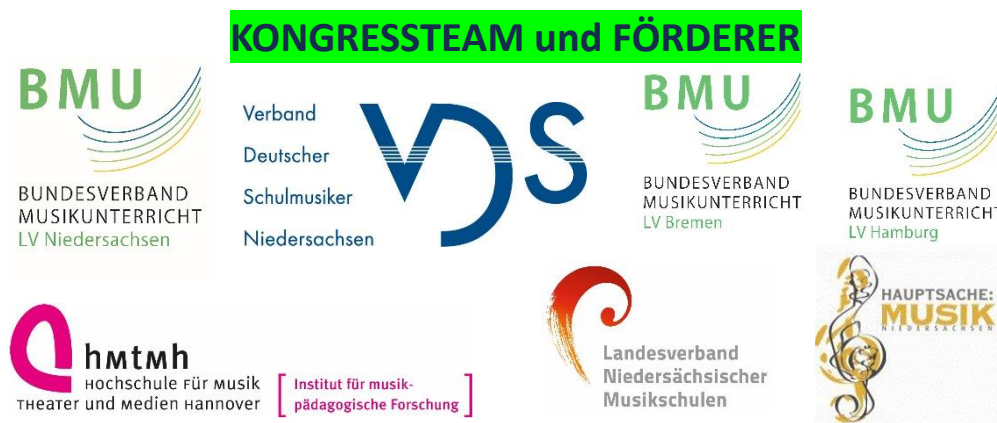 KONGRESSTEAM und FÖRDERER
BMU
BUNDESVERBAND
MUSIKUNTERRICHT
LV Niedersachsen
Verband
Deutscher
Schulmusiker
Niedersachsen
VDS
BMU
BUNDESVERBAND
MUSIKUNTERRICHT
LV Bremen
BMU
BUNDESVERBAND
MUSIKUNTERRICHT
LV Hamburg
hmtmh
Hochschule für Musik
Theater und Medien Hannover
[ Institut für musik-
pädagogische Forschung ]
Landesverband
Niedersächsischer
Musikschulen
HAUPTSACHE:
MUSIK
NIEDERSACHSEN